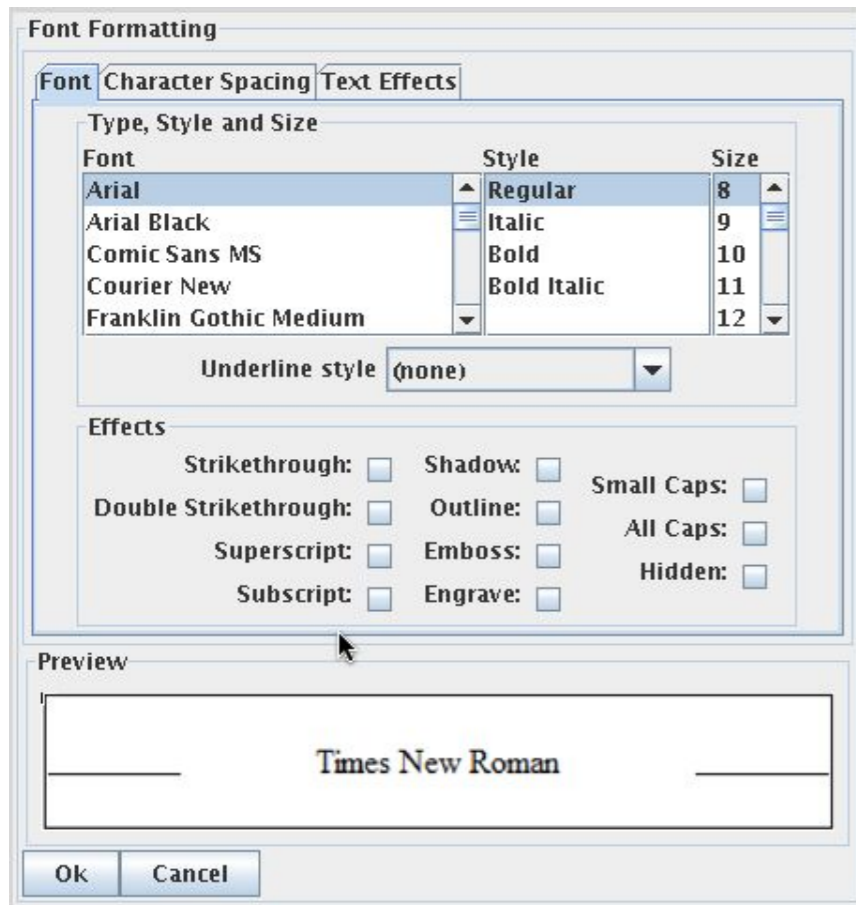 Font Formatting
Font Character Spacing Text Effects
Type, Style and Size
Font Style Size
Arial Regular 8
Arial Black Italic 9
Comic Sans MS Bold 10
Courier New Bold Italic 11
Franklin Gothic Medium 12
Underline style (none)
Effects
Strikethrough: Shadow: Small Caps:
Double Strikethrough: Outline: All Caps:
Superscript: Emboss: Hidden:
Subscript: Engrave:
Preview
Times New Roman
Ok Cancel